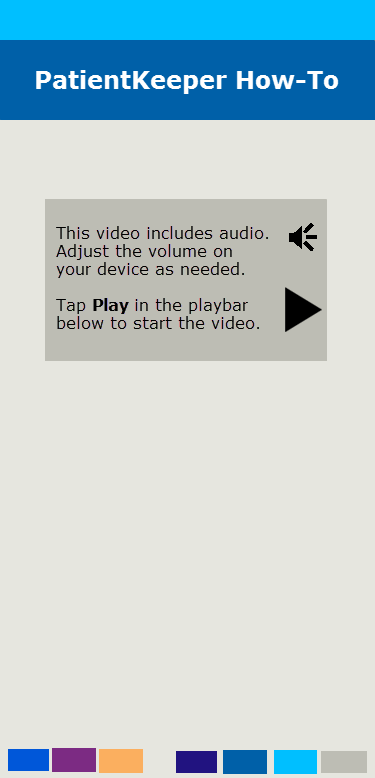 PatientKeeper How-To
This video includes audio.
Adjust the volume on
your device as needed.
Tap Play in the playbar
below to start the video.